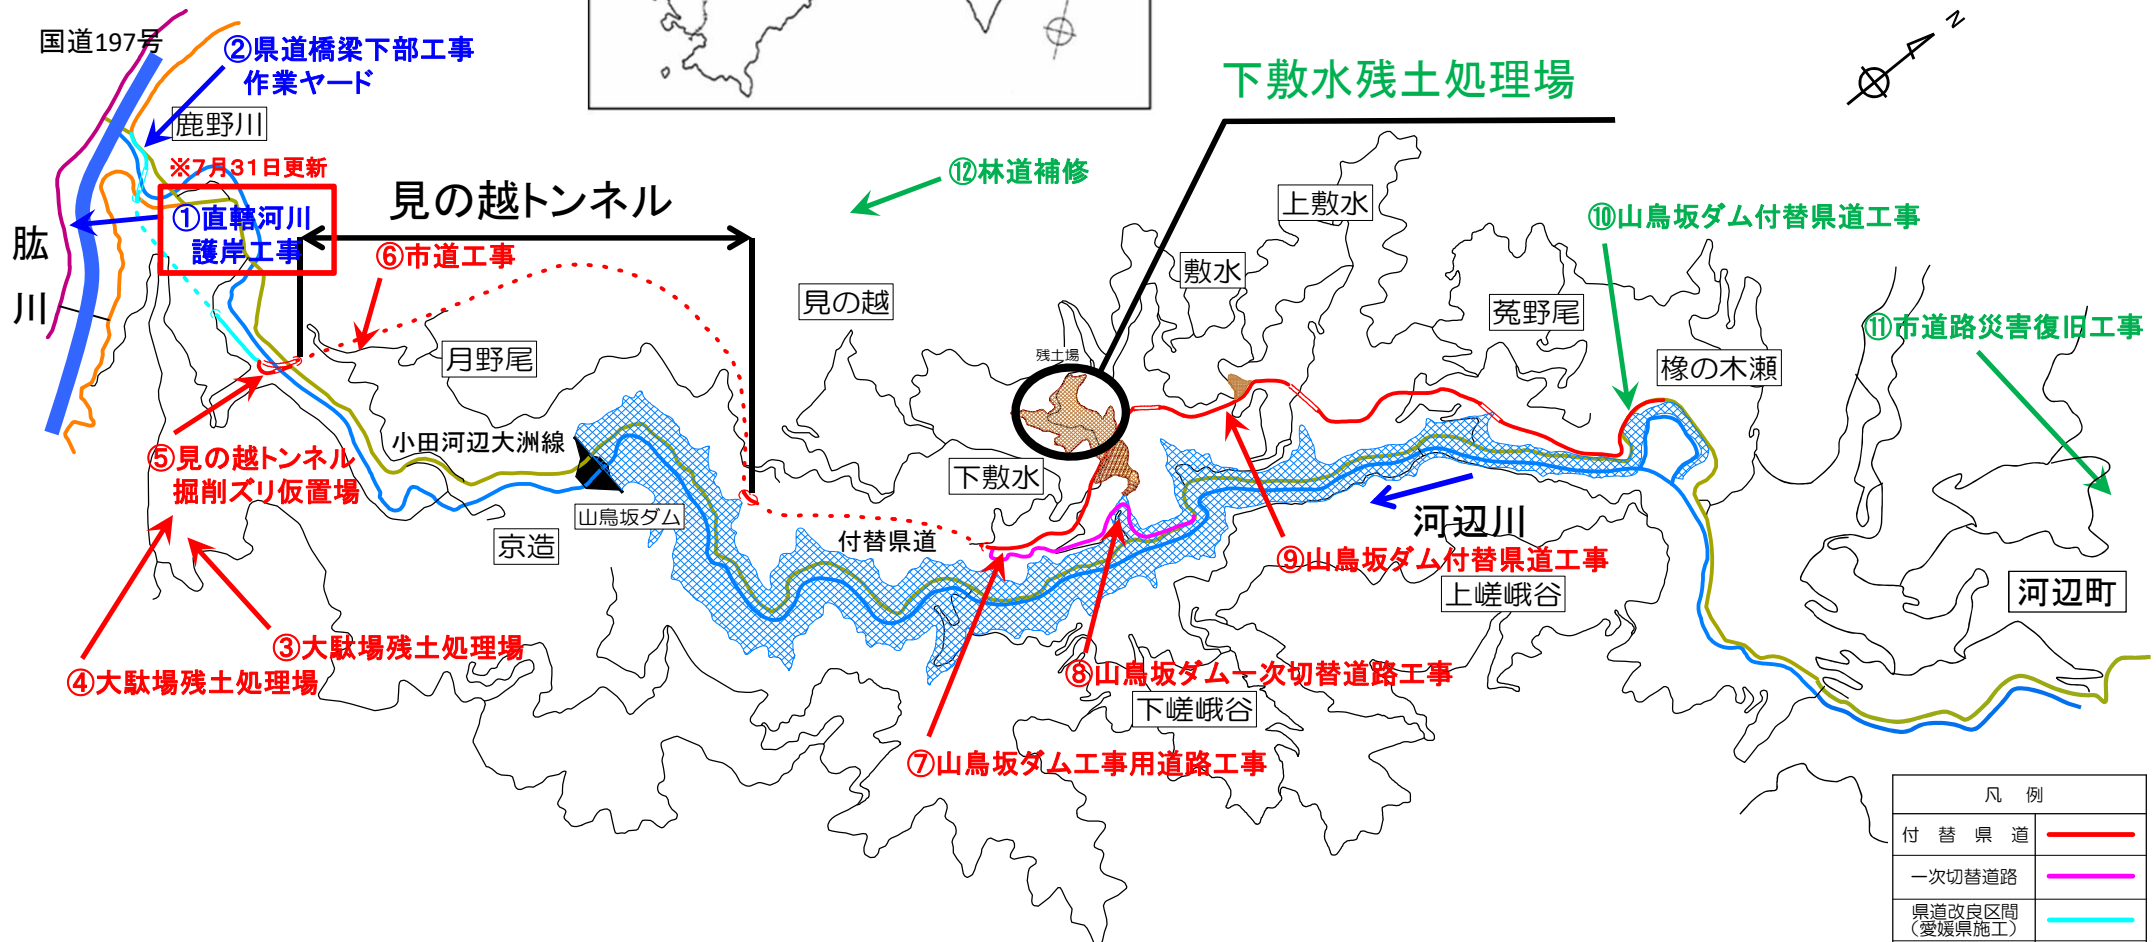 国道197号
②県道橋梁下部工事
作業ヤード
鹿野川
※7月31日更新
①直轄河川
護岸工事
肱
川
見の越トンネル
⑥市道工事
⑫林道補修
下敷水残土処理場
N
上敷水
敷水
⑩山鳥坂ダム付替県道工事
見の越
菟野尾
⑪市道路災害復旧工事
橡の木瀬
月野尾
残土場
小田河辺大洲線
⑤見の越トンネル
掘削ズリ仮置場
下敷水
山鳥坂ダム
京造
付替県道
河辺川
⑨山鳥坂ダム付替県道工事
上嵯峨谷
河辺町
③大駄場残土処理場
④大駄場残土処理場
⑧山鳥坂ダム一次切替道路工事
下嵯峨谷
⑦山鳥坂ダム工事用道路工事
凡 例
付 替 県 道
一次切替道路
県道改良区間
(愛媛県施工)